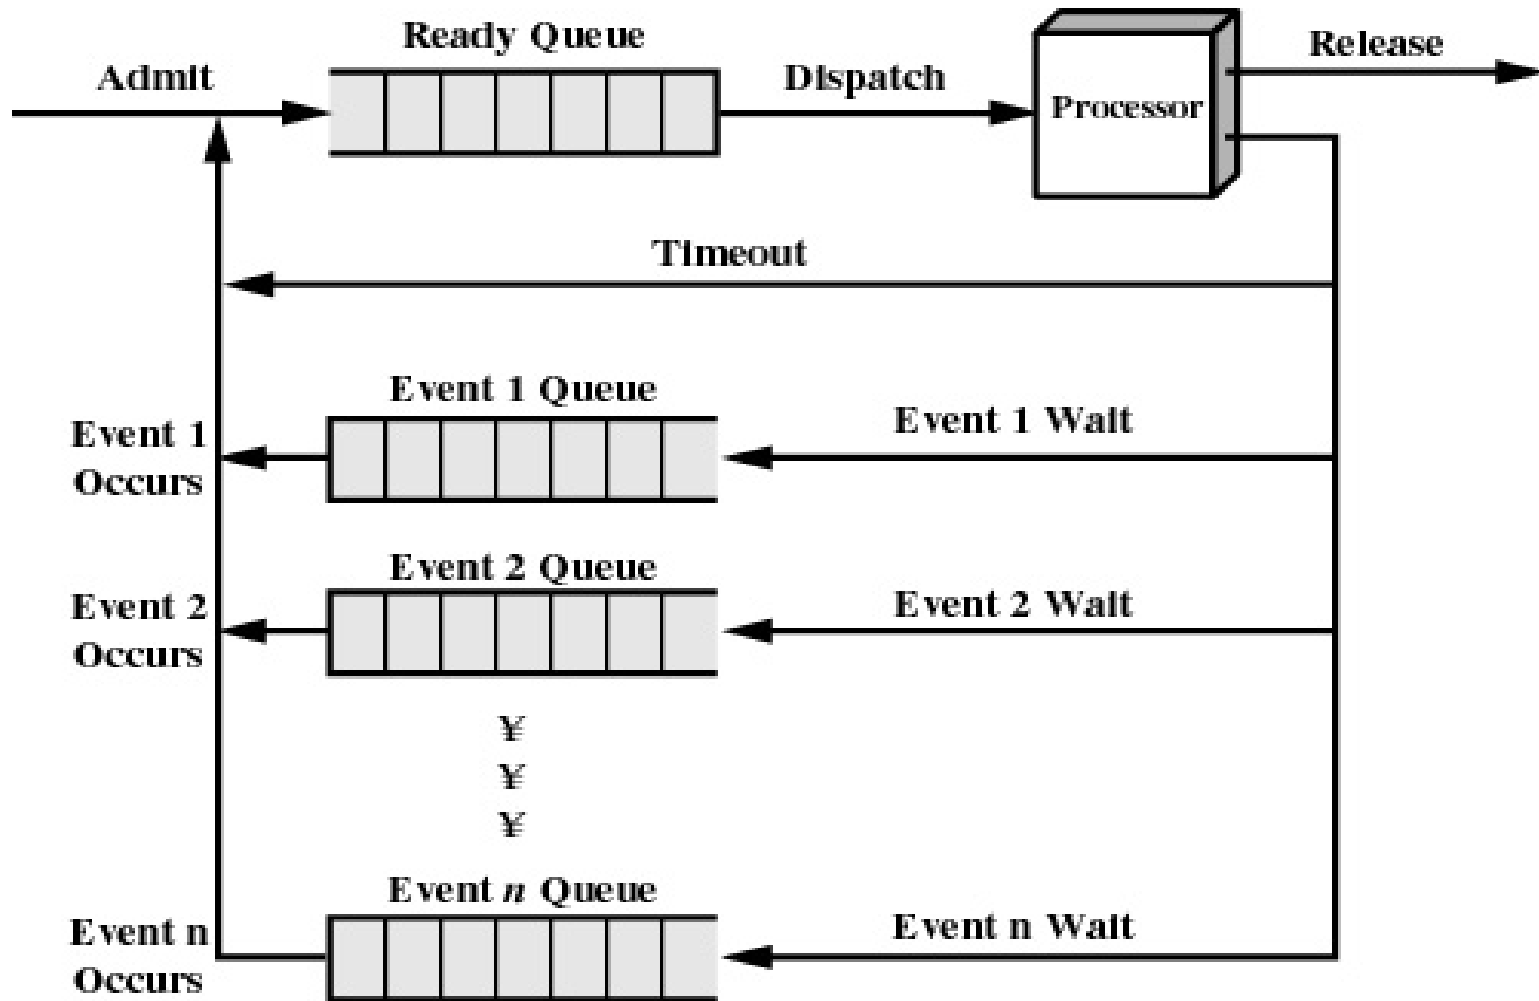 Ready Queue
Admit
Dispatch
Processor
Release
Timeout
Event 1 Queue
Event 1
Occurs
Event 1 Wait
Event 2 Queue
Event 2
Occurs
Event 2 Wait
¥
¥
¥
Event n Queue
Event n
Occurs
Event n Wait